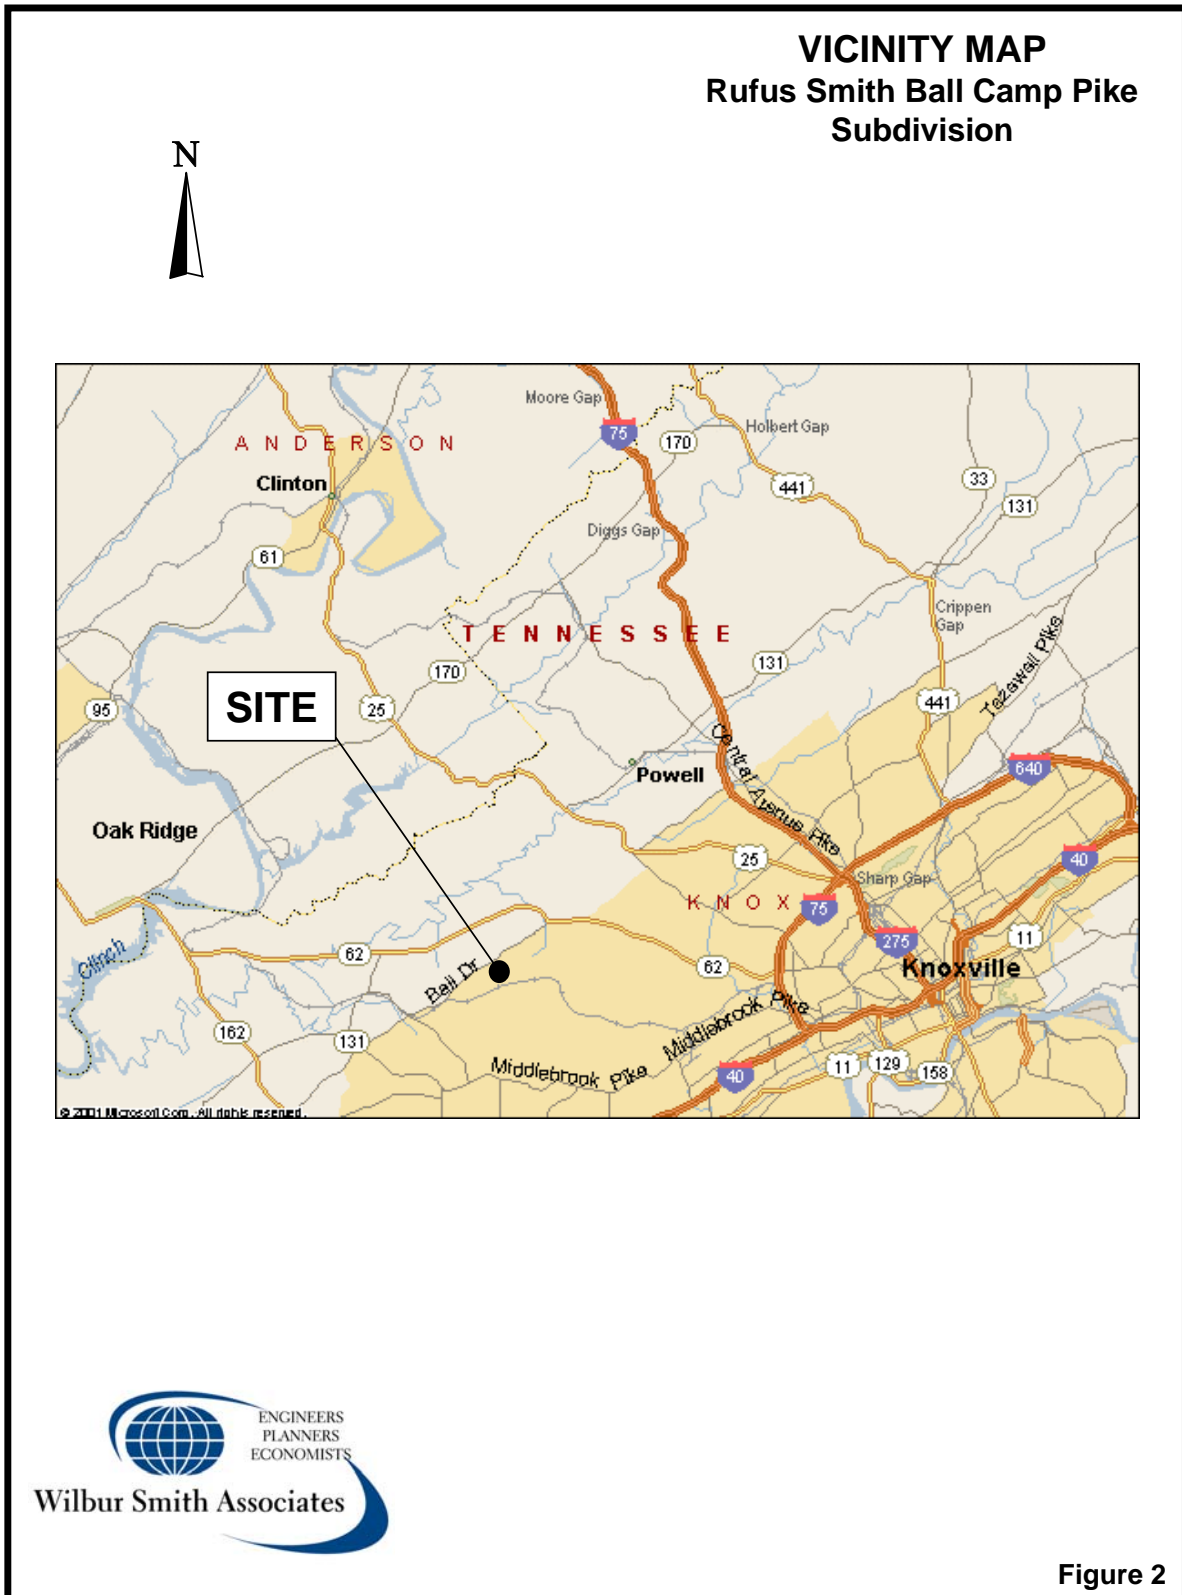 VICINITY MAP
Rufus Smith Ball Camp Pike
Subdivision
N
Moore Gap
75
170
Holbert Gap
A N D E R S O N
Clinton
441
33
131
Diggs Gap
61
Crippen
Gap
T E N N E S S E E
Tazewell Pike
131
170
SITE
95
25
441
Central Avenue Pike
Powell
640
Oak Ridge
25
40
Sharp Gap
K N O X
75
Clinch
62
275
11
Ball Dr
62
Knoxville
162
131
Middlebrook Pike
Middlebrook Pike
40
11
129
158
© 2001 Microsoft Corp. All rights reserved.
ENGINEERS
PLANNERS
ECONOMISTS
Wilbur Smith Associates
Figure 2